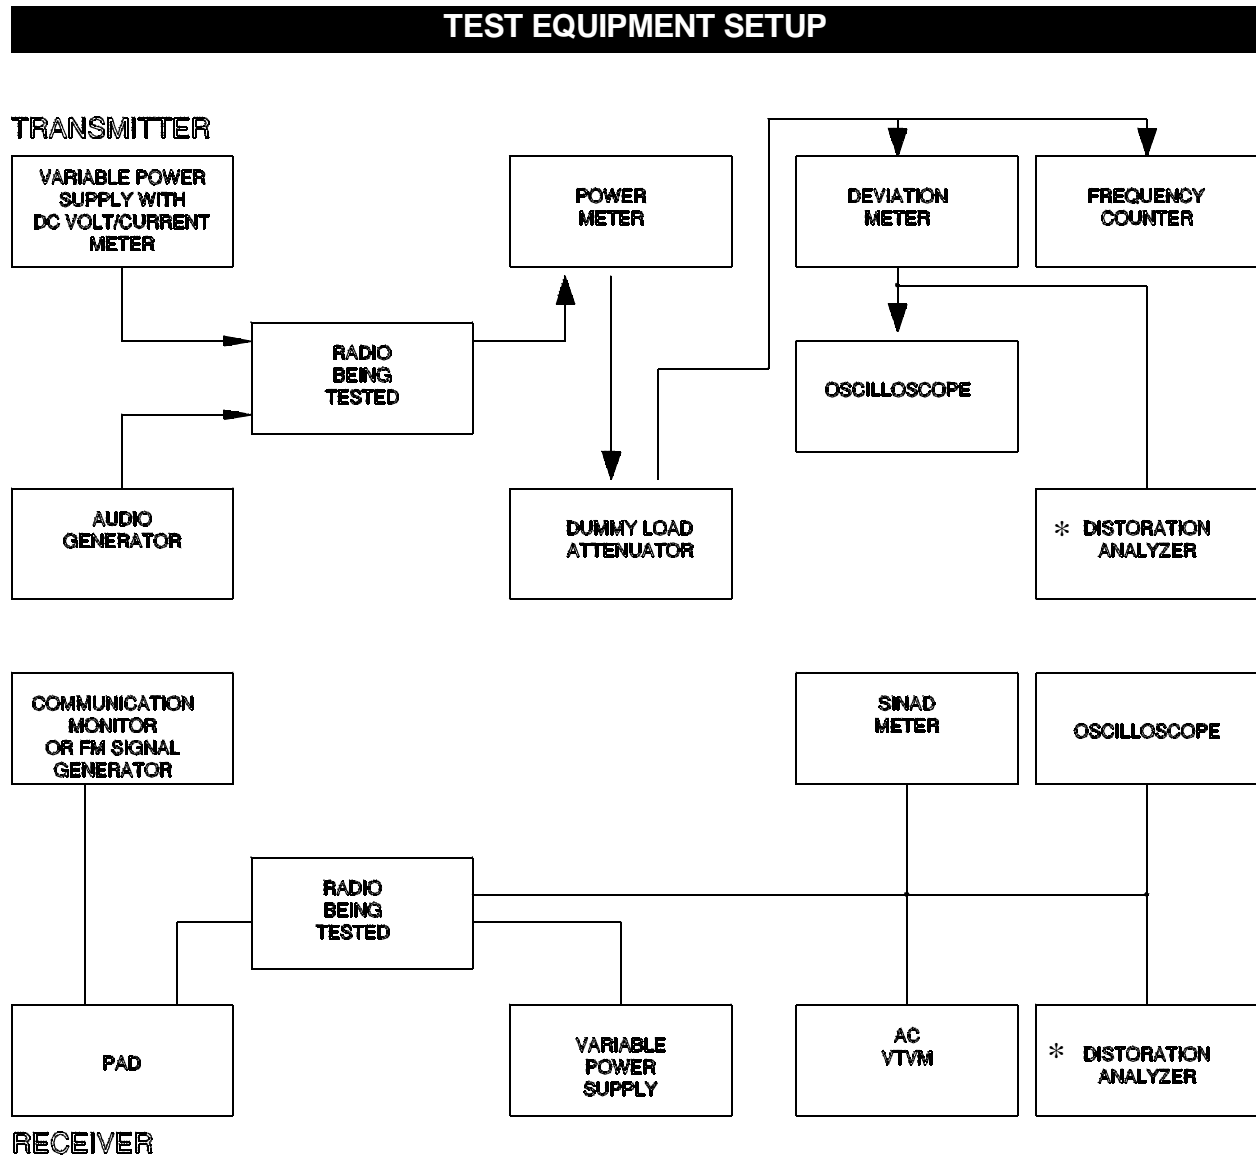 TEST EQUIPMENT SETUP
TRANSMITTER
VARIABLE POWER
SUPPLY WITH
DC VOLT/CURRENT
METER
POWER
METER
DEVIATION
METER
FREQUENCY
COUNTER
RADIO
BEING
TESTED
OSCILLOSCOPE
AUDIO
GENERATOR
DUMMY LOAD
ATTENUATOR
* DISTORATION
ANALYZER
COMMUNICATION
MONITOR
OR FM SIGNAL
GENERATOR
SINAD
METER
OSCILLOSCOPE
RADIO
BEING
TESTED
PAD
VARIABLE
POWER
SUPPLY
AC
VTVM
* DISTORATION
ANALYZER
RECEIVER